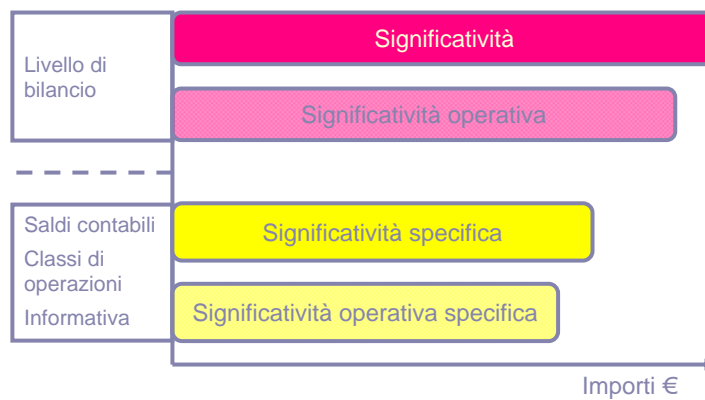 Significatività
Livello di
bilancio
Significatività operativa
Saldi contabili
Classi di
operazioni
Informativa
Significatività specifica
Significatività operativa specifica
Importi €